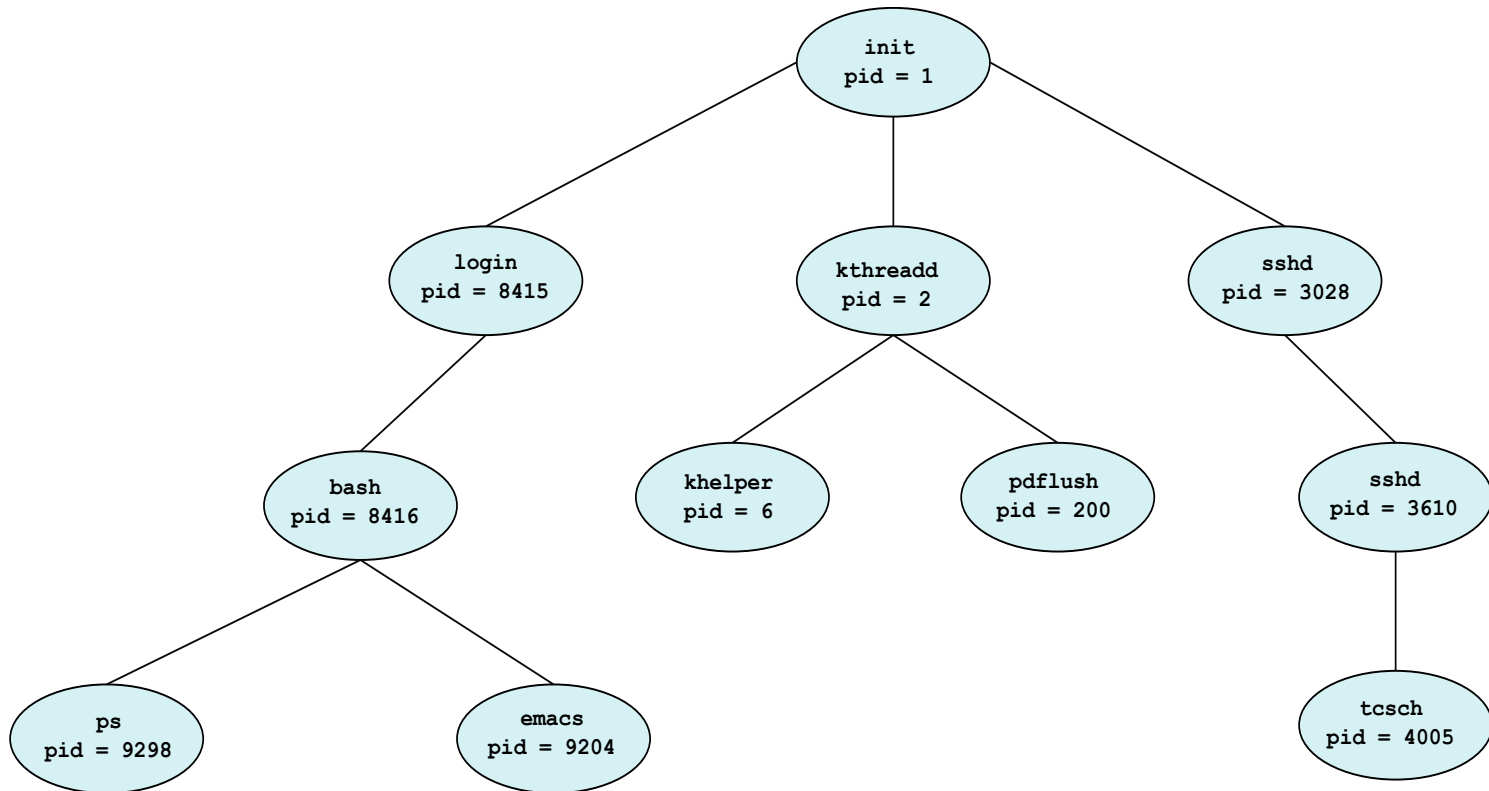 init
pid = 1
login
pid = 8415
kthreadd
pid = 2
sshd
pid = 3028
bash
pid = 8416
khelper
pid = 6
pdflush
pid = 200
sshd
pid = 3610
ps
pid = 9298
emacs
pid = 9204
tcsch
pid = 4005